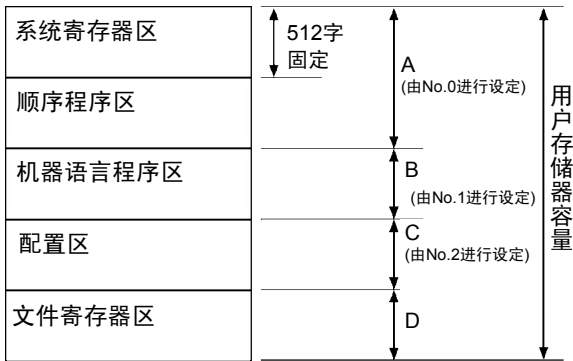 系统寄存器区
512字
固定
A
(由No.0进行设定)
顺序程序区
机器语言程序区
B
(由No.1进行设定)
配置区
C
(由No.2进行设定)
文件寄存器区
D
用户存储器容量